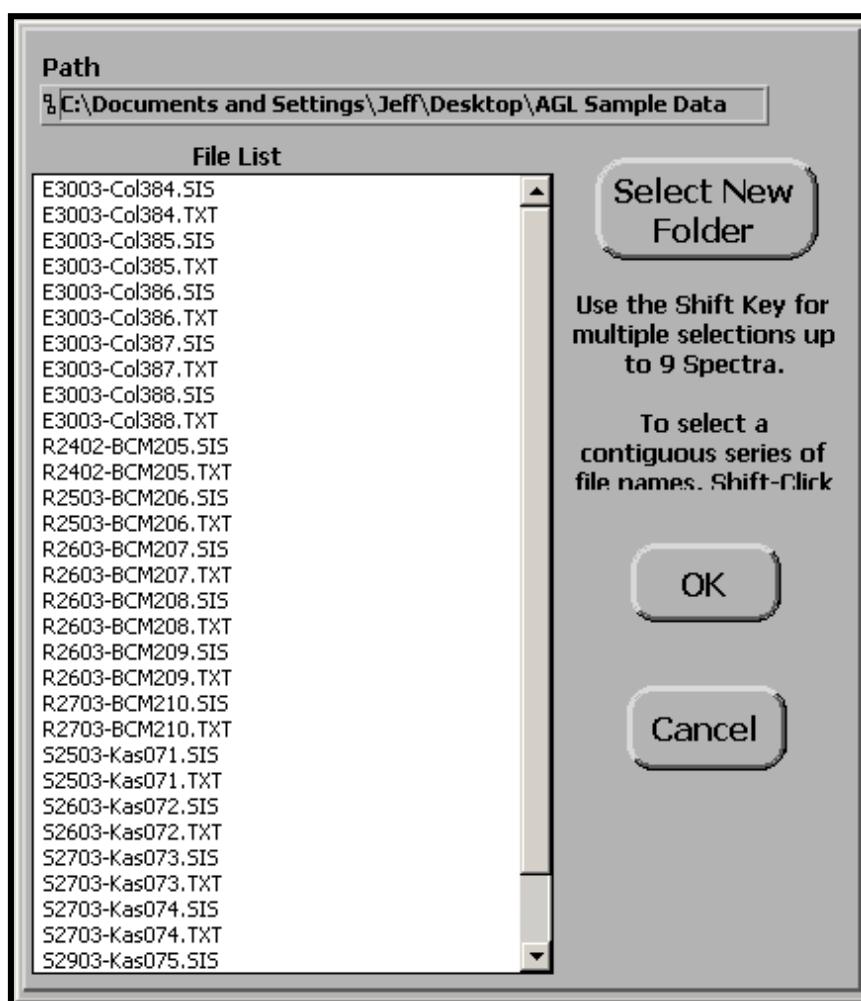 Path
C:\Documents and Settings\Jeff\Desktop\AGL Sample Data
File List
E3003-Col384.SIS
E3003-Col384.TXT
E3003-Col385.SIS
E3003-Col385.TXT
E3003-Col386.SIS
E3003-Col386.TXT
E3003-Col387.SIS
E3003-Col387.TXT
E3003-Col388.SIS
E3003-Col388.TXT
R2402-BCM205.SIS
R2402-BCM205.TXT
R2503-BCM206.SIS
R2503-BCM206.TXT
R2603-BCM207.SIS
R2603-BCM207.TXT
R2603-BCM208.SIS
R2603-BCM208.TXT
R2603-BCM209.SIS
R2603-BCM209.TXT
R2703-BCM210.SIS
R2703-BCM210.TXT
S2503-Kas071.SIS
S2503-Kas071.TXT
S2603-Kas072.SIS
S2603-Kas072.TXT
S2703-Kas073.SIS
S2703-Kas073.TXT
S2703-Kas074.SIS
S2703-Kas074.TXT
S2903-Kas075.SIS
Select New
Folder
Use the Shift Key for
multiple selections up
to 9 Spectra.
To select a
contiguous series of
file names, Shift-Click
OK
Cancel